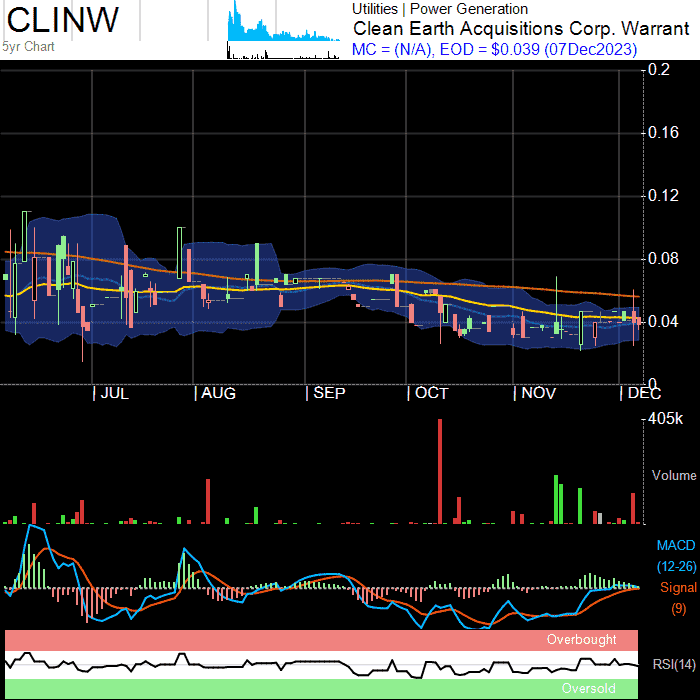 CLINW
5yr Chart
Utilities | Power Generation
Clean Earth Acquisitions Corp. Warrant
MC = (N/A), EOD = $0.039 (07Dec2023)
0.2
0.16
0.12
0.08
0.04
0
| JUL | AUG | SEP | OCT | NOV | DEC
405k
Volume
MACD
(12-26)
Signal
(9)
Overbought
RSI(14)
Oversold